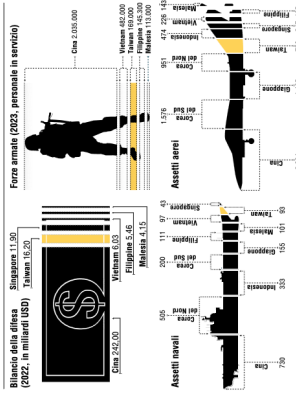 Bilancio della difesa
(2022, in miliardi USD)
Singapore 11,90
Taiwan 16,20
Cina 242,00
Vietnam 6,03
Filippine 5,46
Malesia 4,15
Forze armate (2023, personale in servizio)
Cina 2.035.000
Vietnam 482.000
Taiwan 169.000
Filippine 145.300
Malesia 113.000
Assetti navali
730
Cina
505
Corea
del Nord
333
Indonesia
200
Corea
del Sud
155
Giappone
111
Filippine
101
Malesia
97
Vietnam
93
Taiwan
43
Singapore
Assetti aerei
Cina
1.576
Corea
del Sud
Giappone
951
Corea
del Nord
Taiwan
474
Indonesia
Singapore
226
Vietnam
Filippine
143
Malesia